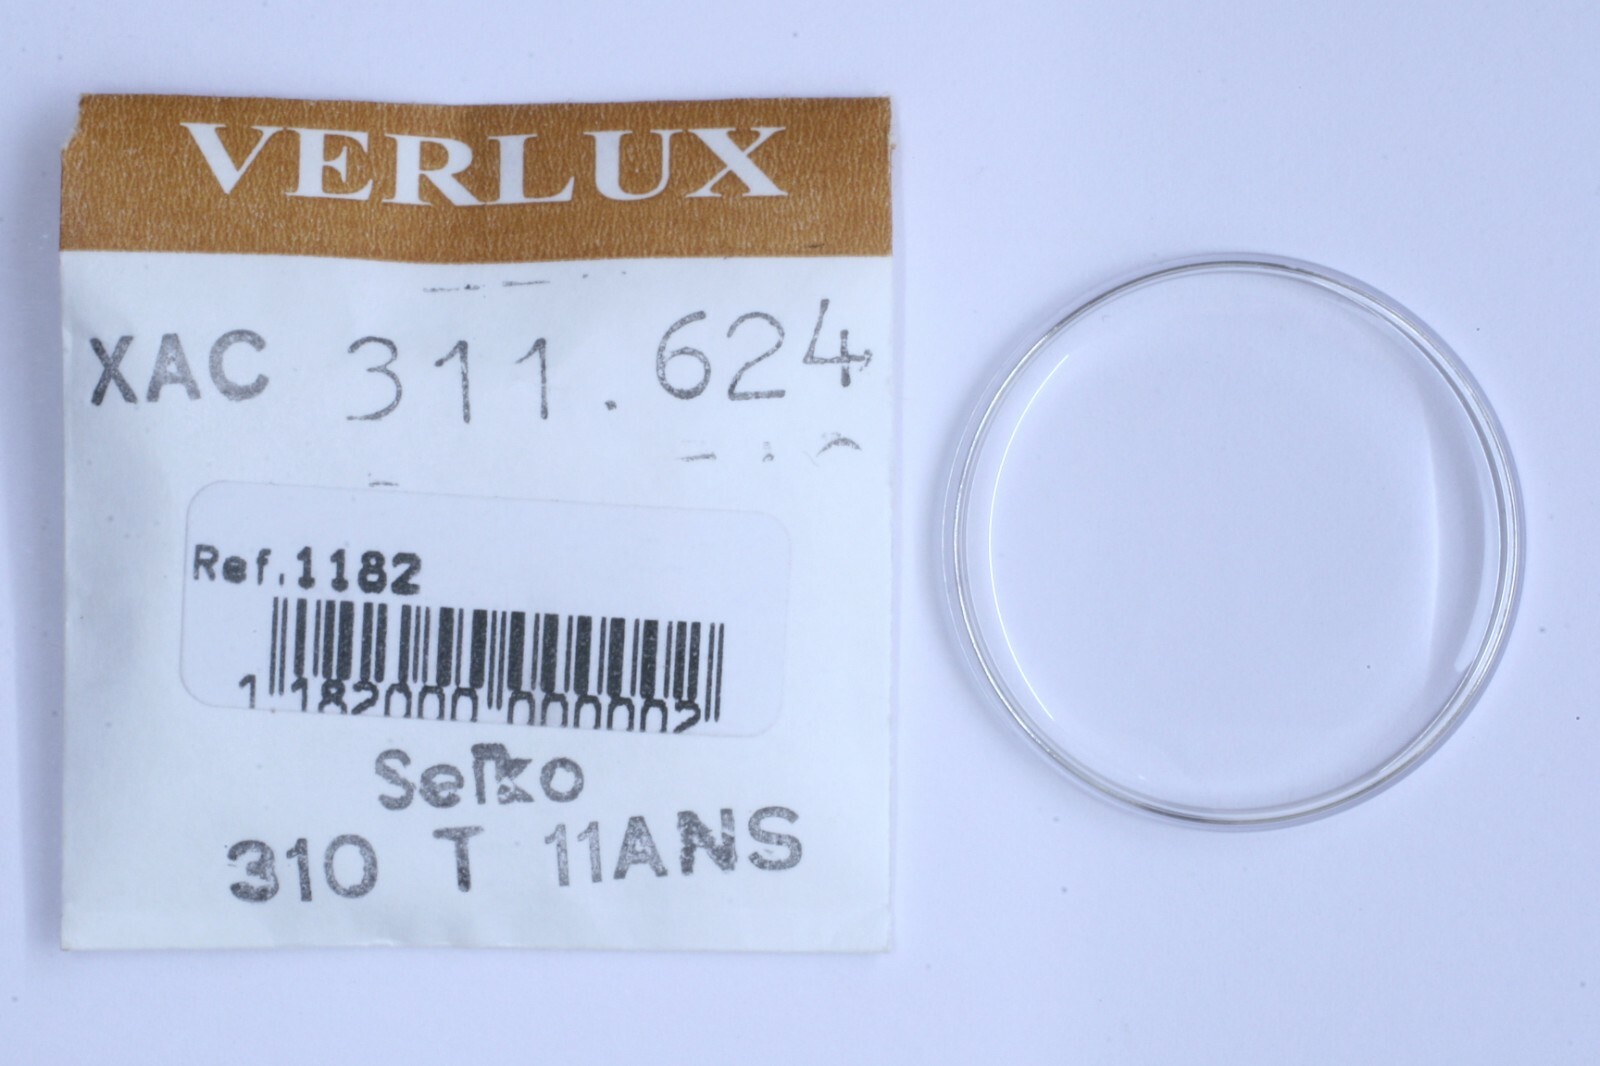 VERLUX
XAC 311.624
Ref.1182
1 182000 000002
Seiko
310 T 11ANS